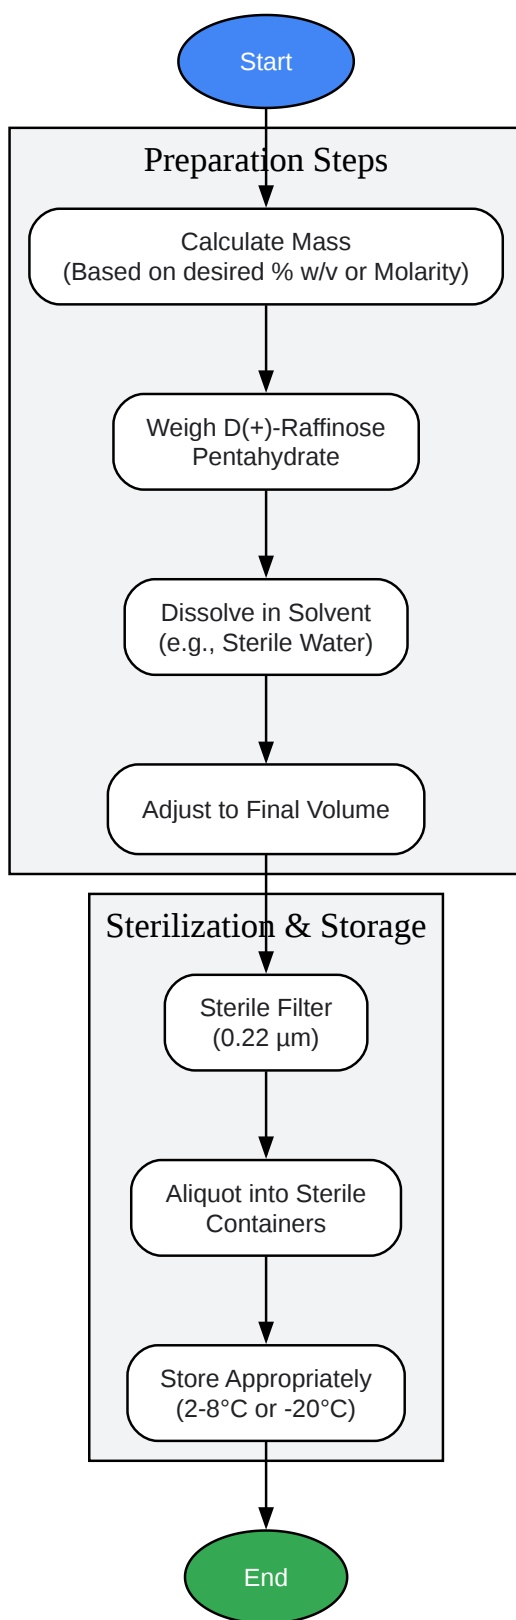 Start
Preparation Steps
Calculate Mass
(Based on desired % w/v or Molarity)
Weigh D(+)-Raffinose
Pentahydrate
Dissolve in Solvent
(e.g., Sterile Water)
Adjust to Final Volume
Sterilization & Storage
Sterile Filter
(0.22 µm)
Aliquot into Sterile
Containers
Store Appropriately
(2-8°C or -20°C)
End